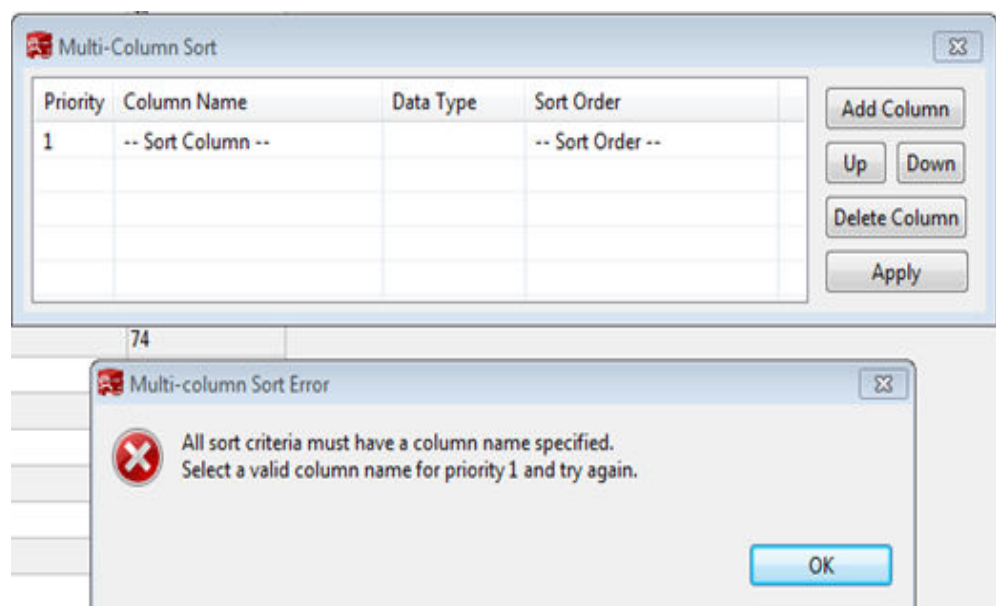 Multi-Column Sort
Priority Column Name Data Type Sort Order
1 -- Sort Column -- -- Sort Order --
Add Column
Up Down
Delete Column
Apply
74
Multi-column Sort Error
All sort criteria must have a column name specified.
Select a valid column name for priority 1 and try again.
OK